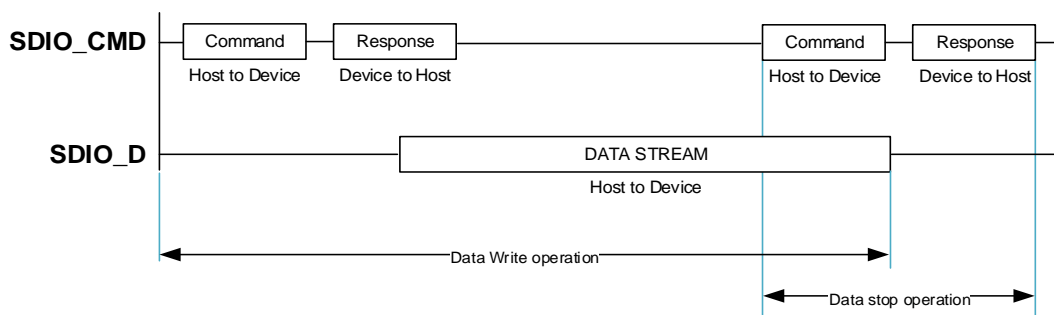 SDIO_CMD
Command
Response
Command
Response
Host to Device
Device to Host
Host to Device
Device to Host
SDIO_D
DATA STREAM
Host to Device
Data Write operation
Data stop operation